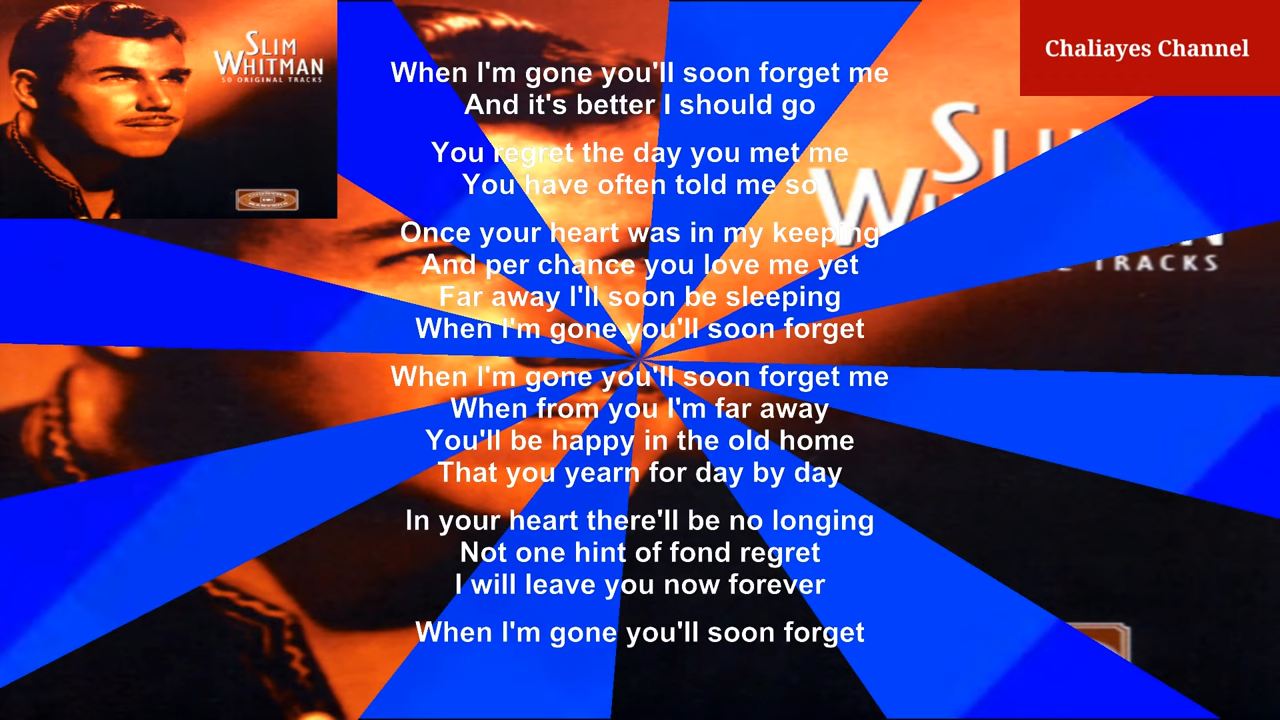 SLIM
WHITMAN
50 ORIGINAL TRACKS
Chaliayes Channel
When I'm gone you'll soon forget me
And it's better I should go
You regret the day you met me
You have often told me so
Once your heart was in my keeping
And per chance you love me yet
Far away I'll soon be sleeping
When I'm gone you'll soon forget
When I'm gone you'll soon forget me
When from you I'm far away
You'll be happy in the old home
That you yearn for day by day
In your heart there'll be no longing
Not one hint of fond regret
I will leave you now forever
When I'm gone you'll soon forget
TRACKS